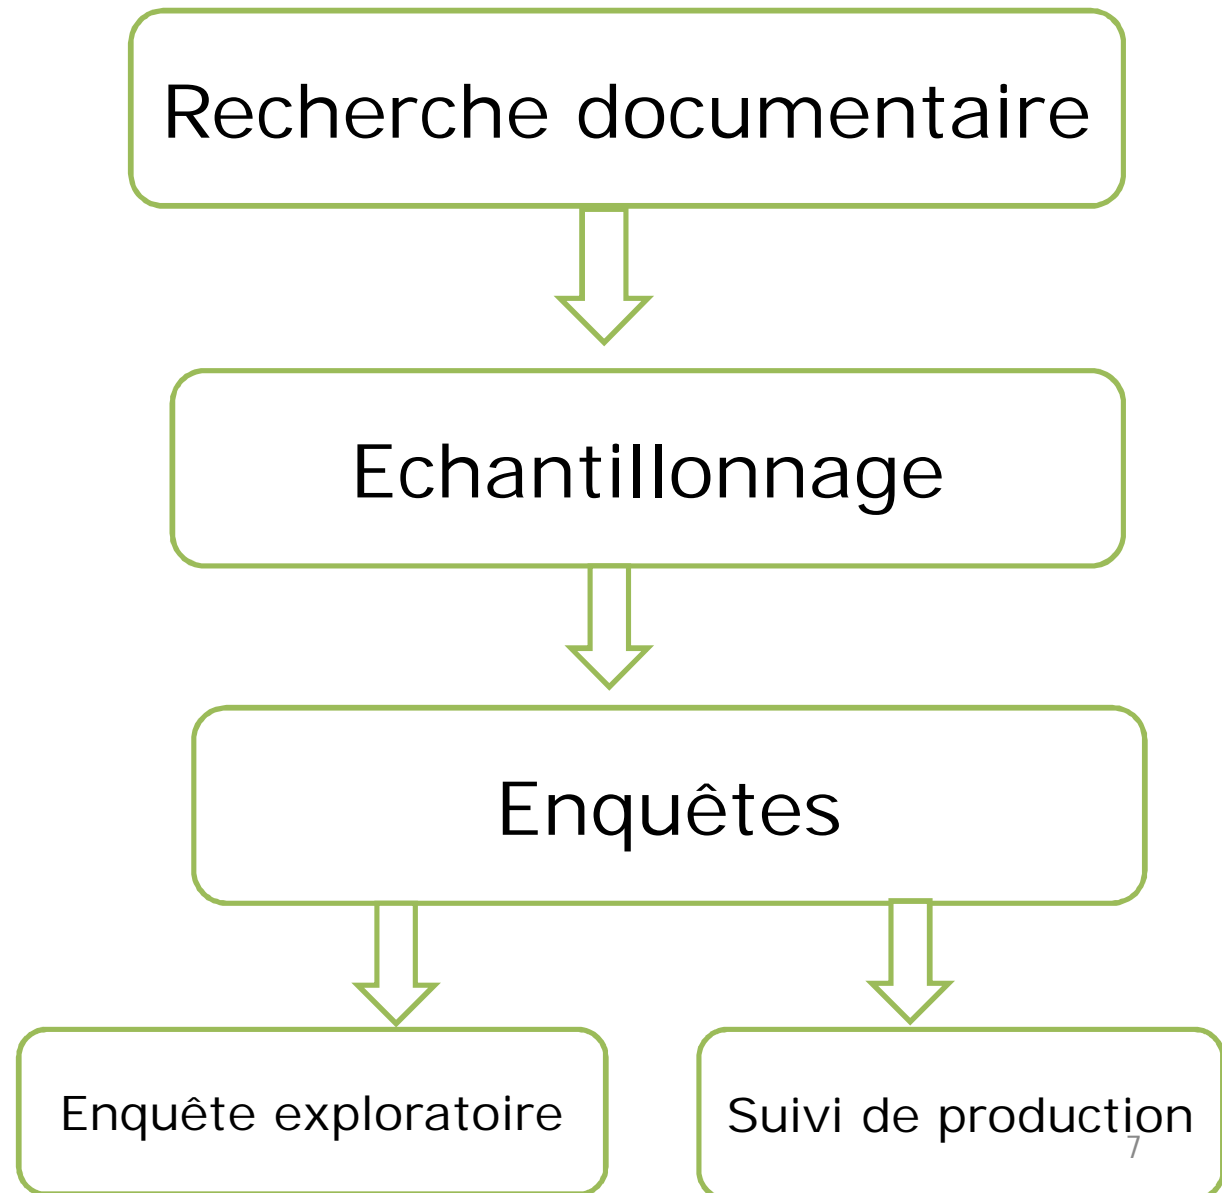 Recherche documentaire
Echantillonnage
Enquêtes
Enquête exploratoire
Suivi de production
7